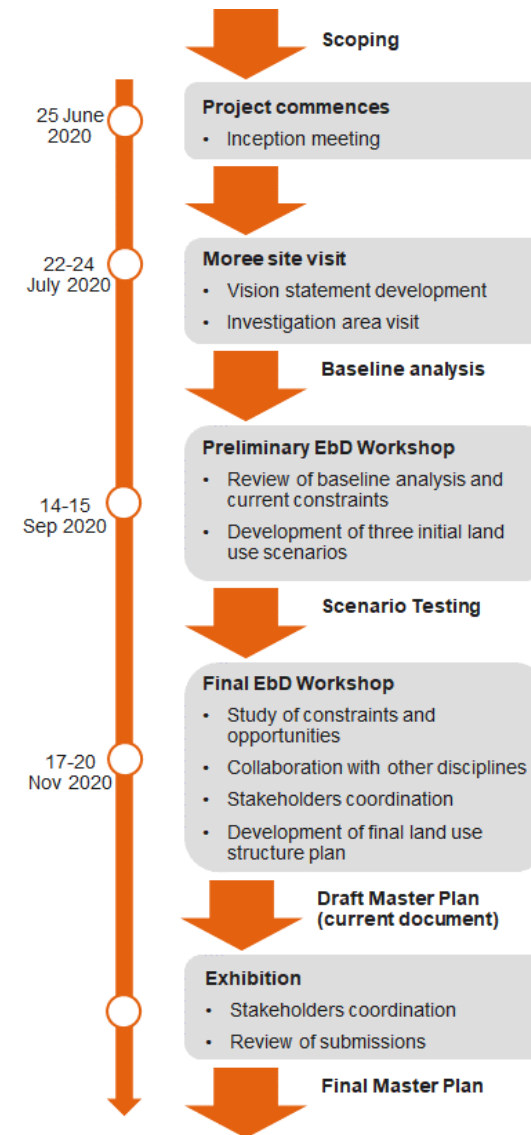 Scoping
25 June
2020
Project commences
• Inception meeting
22-24
July 2020
Moree site visit
• Vision statement development
• Investigation area visit
Baseline analysis
14-15
Sep 2020
Preliminary EbD Workshop
• Review of baseline analysis and
current constraints
• Development of three initial land
use scenarios
Scenario Testing
17-20
Nov 2020
Final EbD Workshop
• Study of constraints and
opportunities
• Collaboration with other disciplines
• Stakeholders coordination
• Development of final land use
structure plan
Draft Master Plan
(current document)
Exhibition
• Stakeholders coordination
• Review of submissions
Final Master Plan